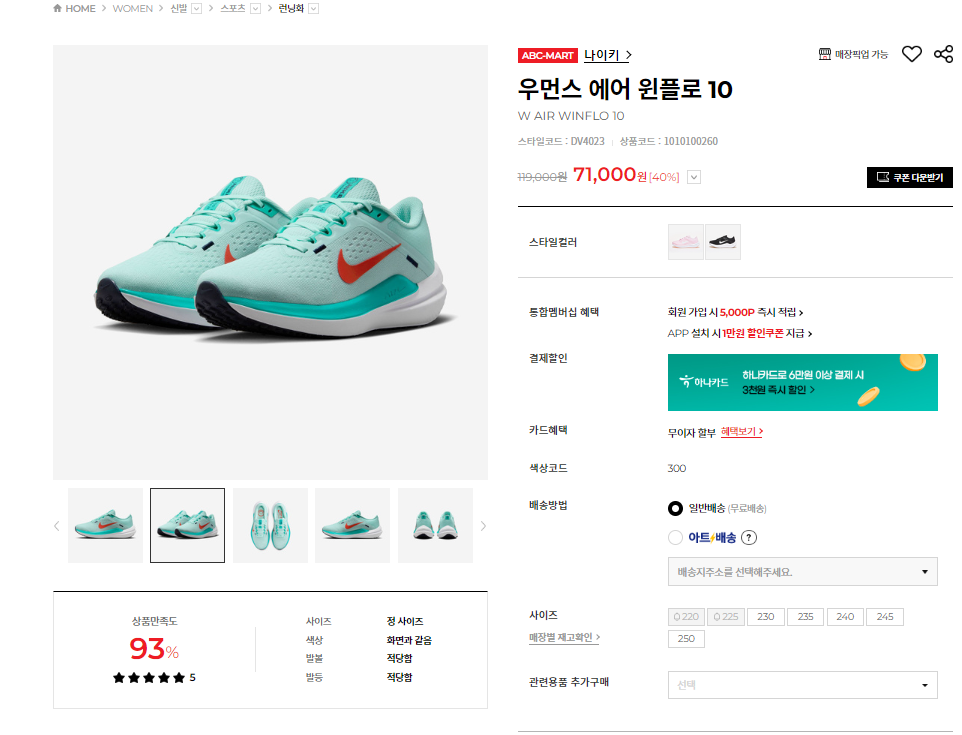 HOME > WOMEN > 신발 > 스포츠 > 런닝화
ABC-MART 나이키 >
매장픽업 가능
우먼스 에어 윈플로 10
W AIR WINFLO 10
스타일코드 : DV4023 | 상품코드 : 1010100260
119,000원 71,000원 [40%]
쿠폰 다운받기
스타일컬러
통합멤버십 혜택
회원 가입 시 5,000P 즉시 적립 >
APP 설치 시 1만원 할인쿠폰 지급 >
결제할인
하나카드
하나카드로 6만원 이상 결제 시
3천원 즉시 할인 >
카드혜택
무이자 할부 혜택보기 >
색상코드
300
배송방법
일반배송 (무료배송)
아트배송 ?
배송지주소를 선택해주세요.
사이즈
매장별 재고확인 >
220 225 230 235 240 245
250
관련용품 추가구매
선택
상품만족도
93%
5
사이즈 정 사이즈
색상 화면과 같음
발볼 적당함
발등 적당함